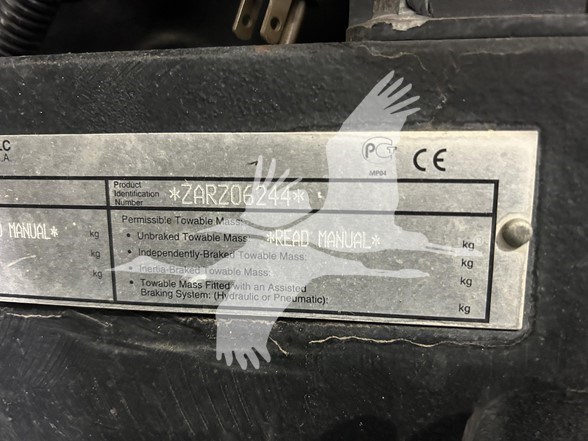 LC
.A.
PCT
MP04
CE
Product
Identification
Number
*ZARZ06244*
Permissible Towable Mass:
• Unbraked Towable Mass *READ MANUAL* kg
• Independently-Braked Towable Mass: kg
• Inertia-Braked Towable Mass: kg
• Towable Mass Fitted with an Assisted
Braking System: (Hydraulic or Pneumatic): kg
D MANUAL* kg
kg
kg